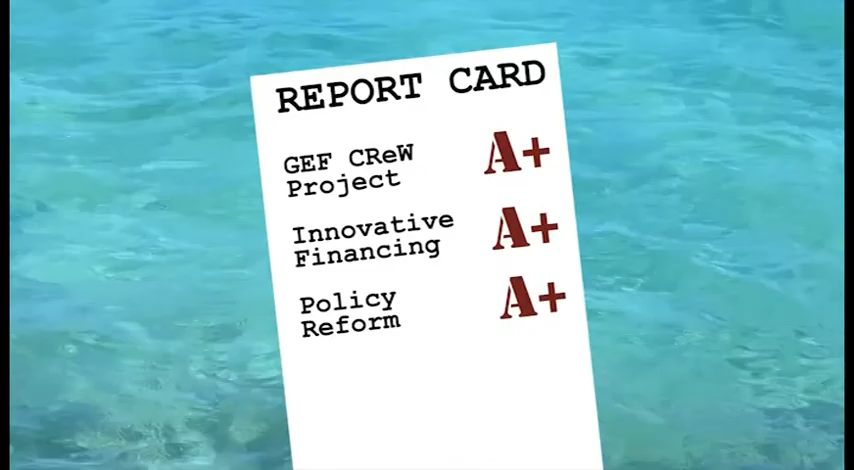 REPORT CARD
GEF CReW
Project
A+
Innovative
Financing
A+
Policy
Reform
A+